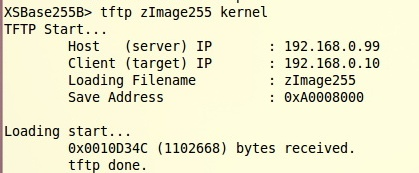 XSBase255B> tftp zImage255 kernel
TFTP Start...
Host (server) IP : 192.168.0.99
Client (target) IP : 192.168.0.10
Loading Filename : zImage255
Save Address : 0xA0008000
Loading start...
0x0010D34C (1102668) bytes received.
tftp done.